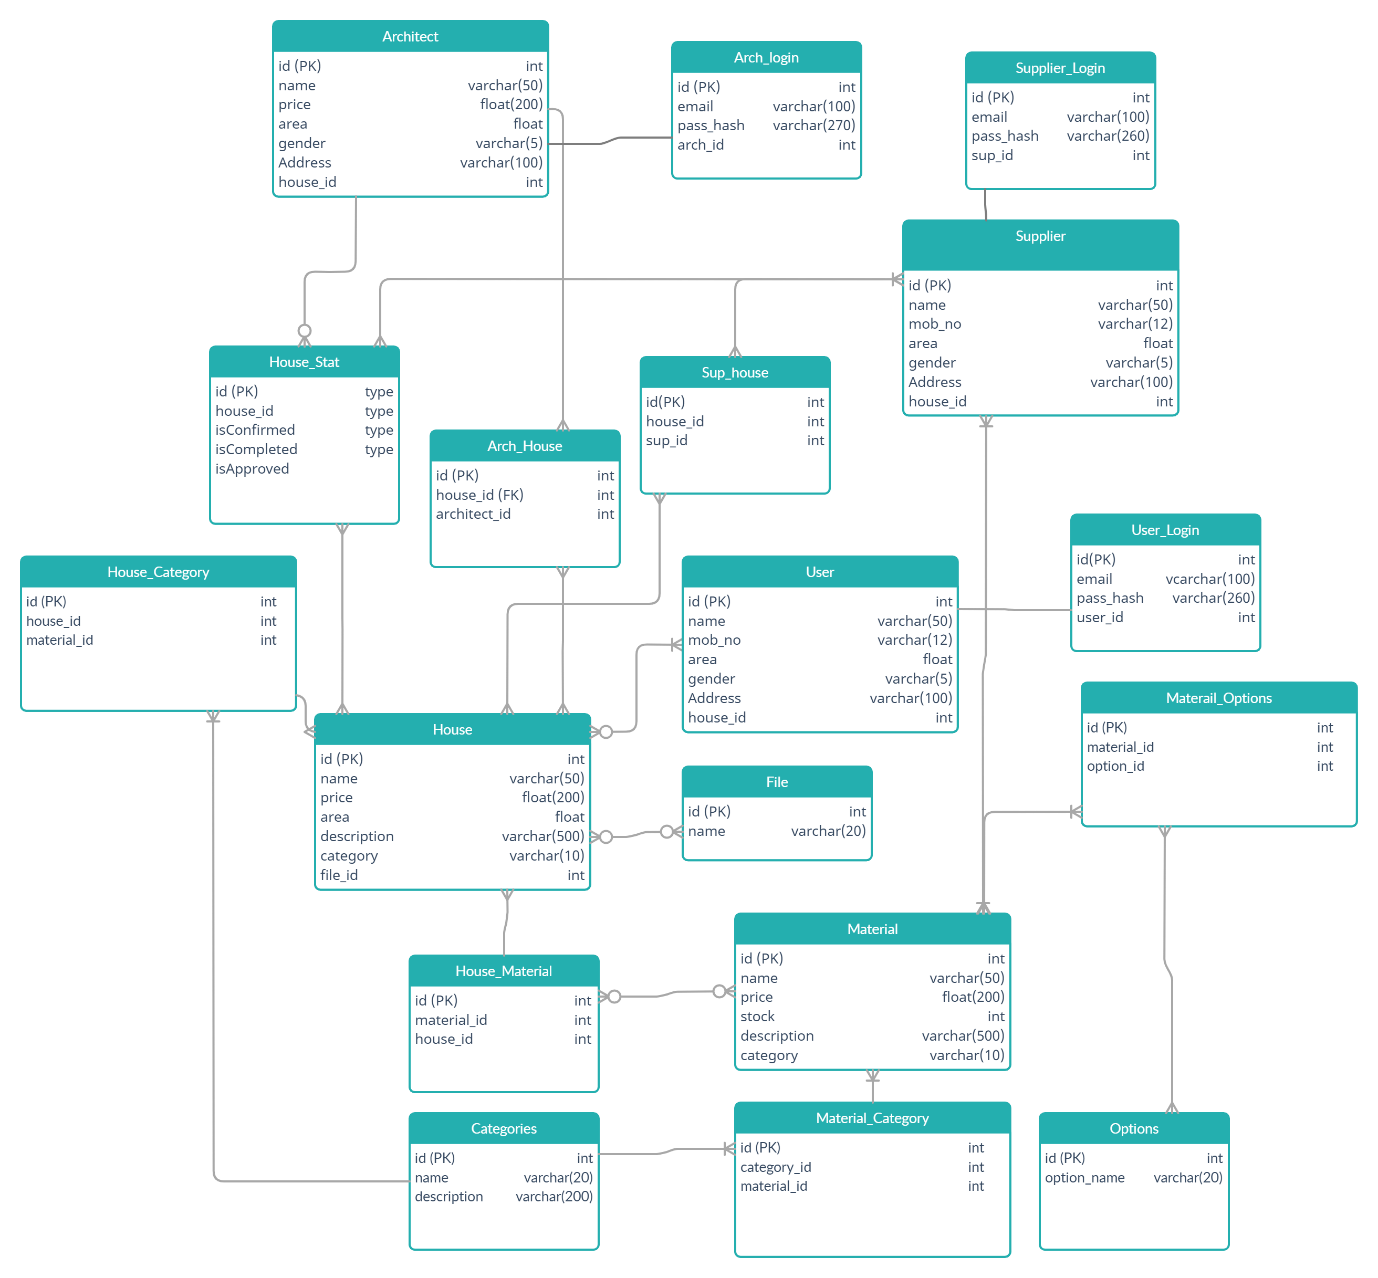 Architect
id (PK) int
name varchar(50)
price float(200)
area float
gender varchar(5)
Address varchar(100)
house_id int
Arch_login
id (PK) int
email varchar(100)
pass_hash varchar(270)
arch_id int
Supplier_Login
id (PK) int
email varchar(100)
pass_hash varchar(260)
sup_id int
Supplier
id (PK) int
name varchar(50)
mob_no varchar(12)
area float
gender varchar(5)
Address varchar(100)
house_id int
House_Stat
id (PK) type
house_id type
isConfirmed type
isCompleted type
isApproved
Sup_house
id(PK) int
house_id int
sup_id int
Arch_House
id (PK) int
house_id (FK) int
architect_id int
House_Category
id (PK) int
house_id int
material_id int
User
id (PK) int
name varchar(50)
mob_no varchar(12)
area float
gender varchar(5)
Address varchar(100)
house_id int
User_Login
id(PK) int
email vcarchar(100)
pass_hash varchar(260)
user_id int
House
id (PK) int
name varchar(50)
price float(200)
area float
description varchar(500)
category varchar(10)
file_id int
File
id (PK) int
name varchar(20)
Materail_Options
id (PK) int
material_id int
option_id int
House_Material
id (PK) int
material_id int
house_id int
Material
id (PK) int
name varchar(50)
price float(200)
stock int
description varchar(500)
category varchar(10)
Categories
id (PK) int
name varchar(20)
description varchar(200)
Material_Category
id (PK) int
category_id int
material_id int
Options
id (PK) int
option_name varchar(20)